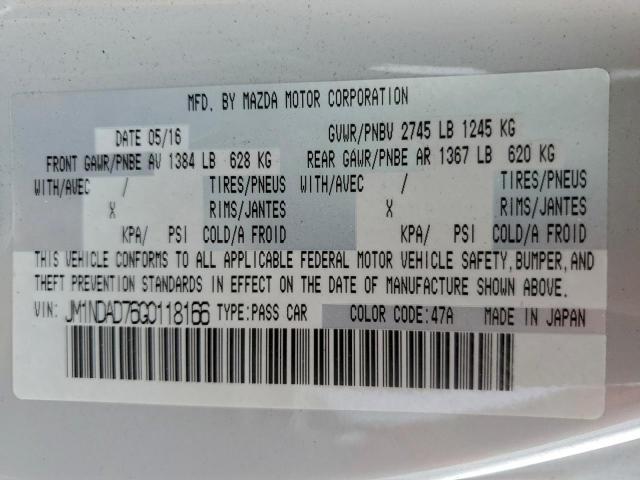 MFD. BY MAZDA MOTOR CORPORATION
DATE 05/16 GVWR/PNBV 2745 LB 1245 KG
FRONT GAWR/PNBE AV 1384 LB 628 KG REAR GAWR/PNBE AR 1367 LB 620 KG
WITH/AVEC / TIRES/PNEUS WITH/AVEC / TIRES/PNEUS
X RIMS/JANTES X RIMS/JANTES
KPA/ PSI COLD/A FROID KPA/ PSI COLD/A FROID
THIS VEHICLE CONFORMS TO ALL APPLICABLE FEDERAL MOTOR VEHICLE SAFETY, BUMPER, AND
THEFT PREVENTION STANDARDS IN EFFECT ON THE DATE OF MANUFACTURE SHOWN ABOVE.
VIN: JM1NDAD76G0118166 TYPE: PASS CAR COLOR CODE: 47A MADE IN JAPAN